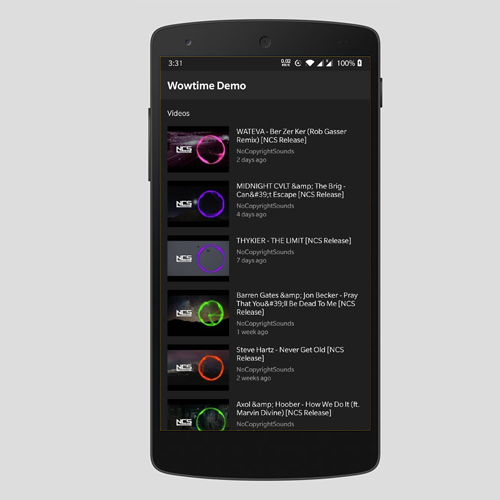 3:31
0.02
100%
Wowtime Demo
Videos
NCS
WATEVA - Ber Zer Ker (Rob Gasser
Remix) [NCS Release]
NoCopyrightSounds
2 days ago
NCS
MIDNIGHT CVLT &amp; The Brig -
Can&#39;t Escape [NCS Release]
NoCopyrightSounds
4 days ago
NCS
THYKIER - THE LIMIT [NCS Release]
NoCopyrightSounds
7 days ago
NCS
Barren Gates &amp; Jon Becker - Pray
That You&#39;ll Be Dead To Me [NCS
Release]
NoCopyrightSounds
1 week ago
NCS
Steve Hartz - Never Get Old [NCS
Release]
NoCopyrightSounds
2 weeks ago
NCS
Axol &amp; Hoober - How We Do It (ft.
Marvin Divine) [NCS Release]
NoCopyrightSounds